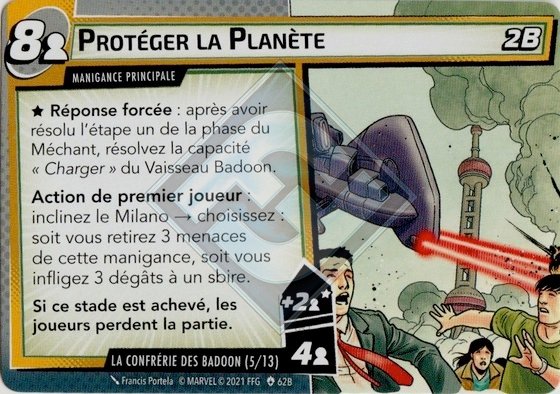 8
PROTÉGER LA PLANÈTE
2B
MANIGANCE PRINCIPALE
★ Réponse forcée : après avoir
résolu l'étape un de la phase du
Méchant, résolvez la capacité
« Charger » du Vaisseau Badoon.
Action de premier joueur :
inclinez le Milano → choisissez :
soit vous retirez 3 menaces
de cette manigance, soit vous
infligez 3 dégâts à un sbire.
Si ce stade est achevé, les
joueurs perdent la partie.
+2 ★
4
LA CONFRÉRIE DES BADOON (5/13)
Francis Portela © MARVEL © 2021 FFG 62B